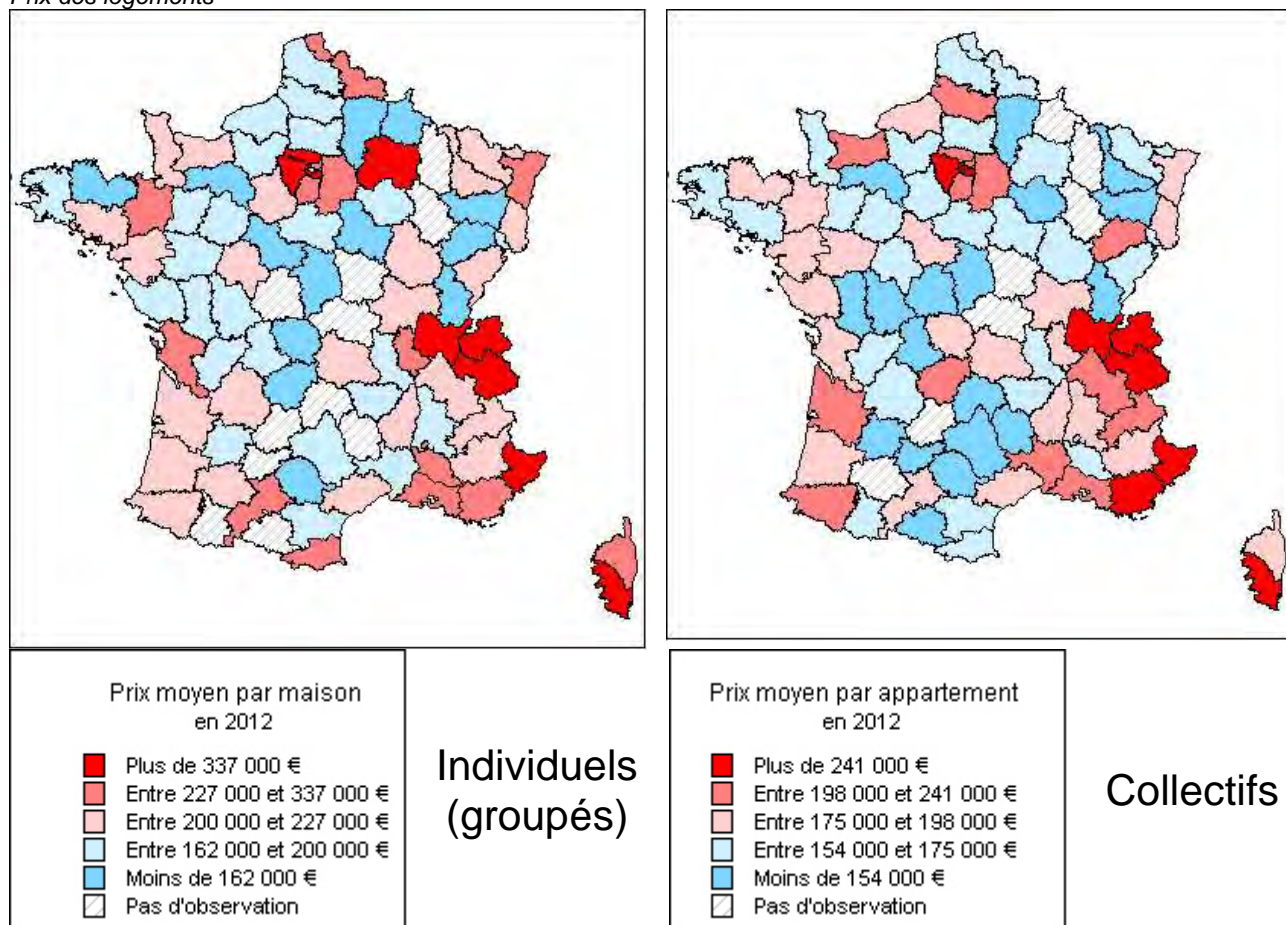 Prix des logements
Prix moyen par maison
en 2012
Plus de 337 000 €
Entre 227 000 et 337 000 €
Entre 200 000 et 227 000 €
Entre 162 000 et 200 000 €
Moins de 162 000 €
Pas d'observation
Individuels
(groupés)
Prix moyen par appartement
en 2012
Plus de 241 000 €
Entre 198 000 et 241 000 €
Entre 175 000 et 198 000 €
Entre 154 000 et 175 000 €
Moins de 154 000 €
Pas d'observation
Collectifs